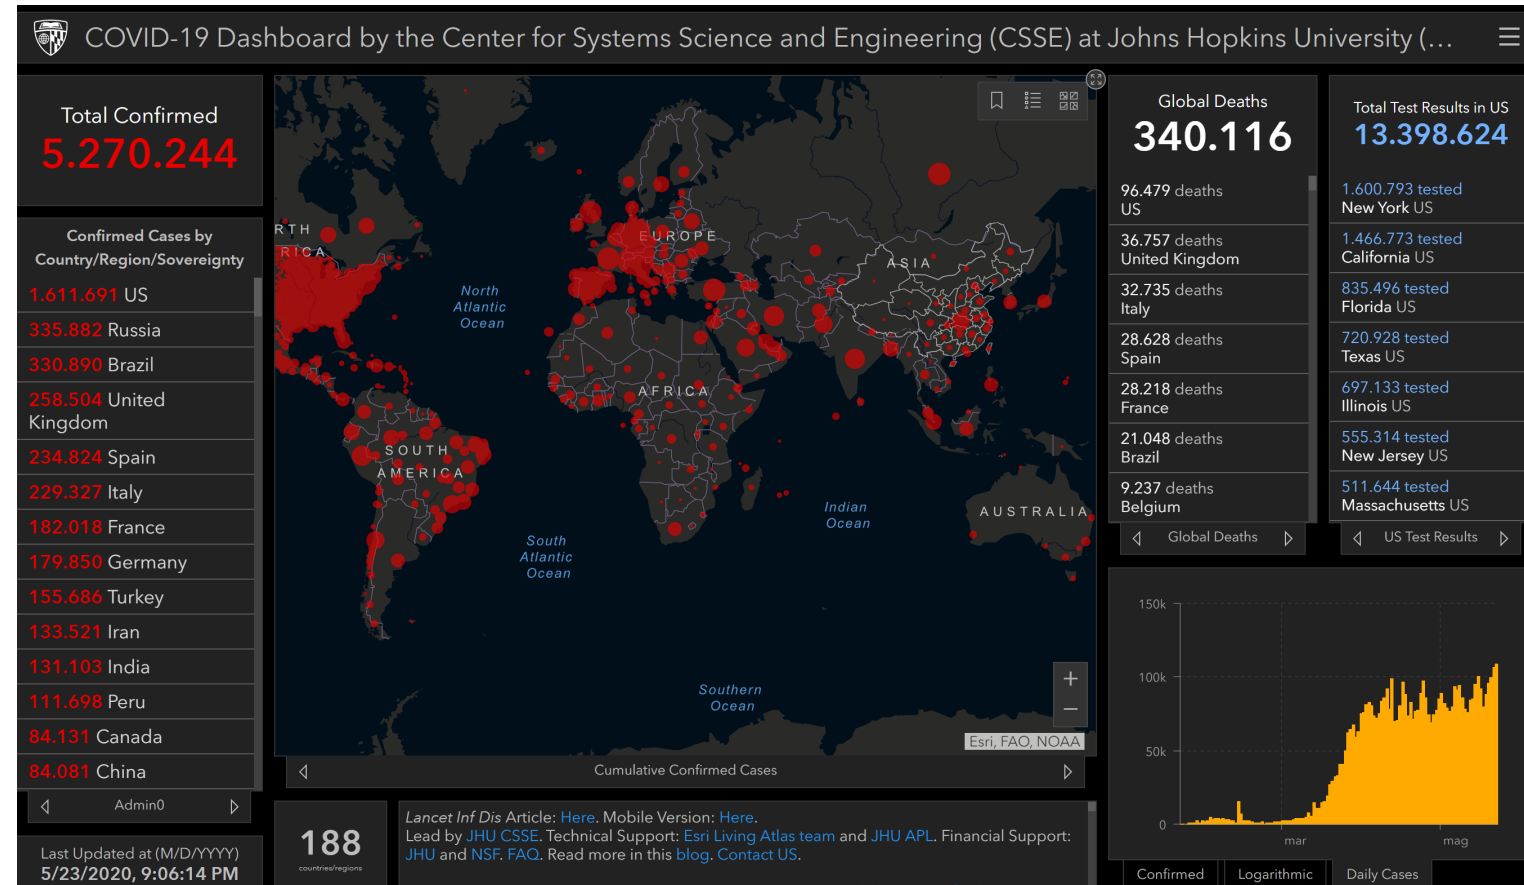 COVID-19 Dashboard by the Center for Systems Science and Engineering (CSSE) at Johns Hopkins University (...
Total Confirmed
5.270.244
Confirmed Cases by
Country/Region/Sovereignty
1.611.691 US
335.882 Russia
330.890 Brazil
258.504 United
Kingdom
234.824 Spain
229.327 Italy
182.018 France
179.850 Germany
155.686 Turkey
133.521 Iran
131.103 India
111.698 Peru
84.131 Canada
84.081 China
Admin0
Last Updated at (M/D/YYYY)
5/23/2020, 9:06:14 PM
RTH
RICA
EUROPE
ASIA
North
Atlantic
Ocean
AFRICA
SOUTH
AMERICA
Indian
Ocean
AUSTRALIA
South
Atlantic
Ocean
Southern
Ocean
Esri, FAO, NOAA
Cumulative Confirmed Cases
188
countries/regions
Lancet Inf Dis Article: Here. Mobile Version: Here.
Lead by JHU CSSE. Technical Support: Esri Living Atlas team and JHU APL. Financial Support:
JHU and NSF. FAQ. Read more in this blog. Contact US.
Global Deaths
340.116
96.479 deaths
US
36.757 deaths
United Kingdom
32.735 deaths
Italy
28.628 deaths
Spain
28.218 deaths
France
21.048 deaths
Brazil
9.237 deaths
Belgium
Global Deaths
Total Test Results in US
13.398.624
1.600.793 tested
New York US
1.466.773 tested
California US
835.496 tested
Florida US
720.928 tested
Texas US
697.133 tested
Illinois US
555.314 tested
New Jersey US
511.644 tested
Massachusetts US
US Test Results
150k
100k
50k
0
mar
mag
Confirmed
Logarithmic
Daily Cases